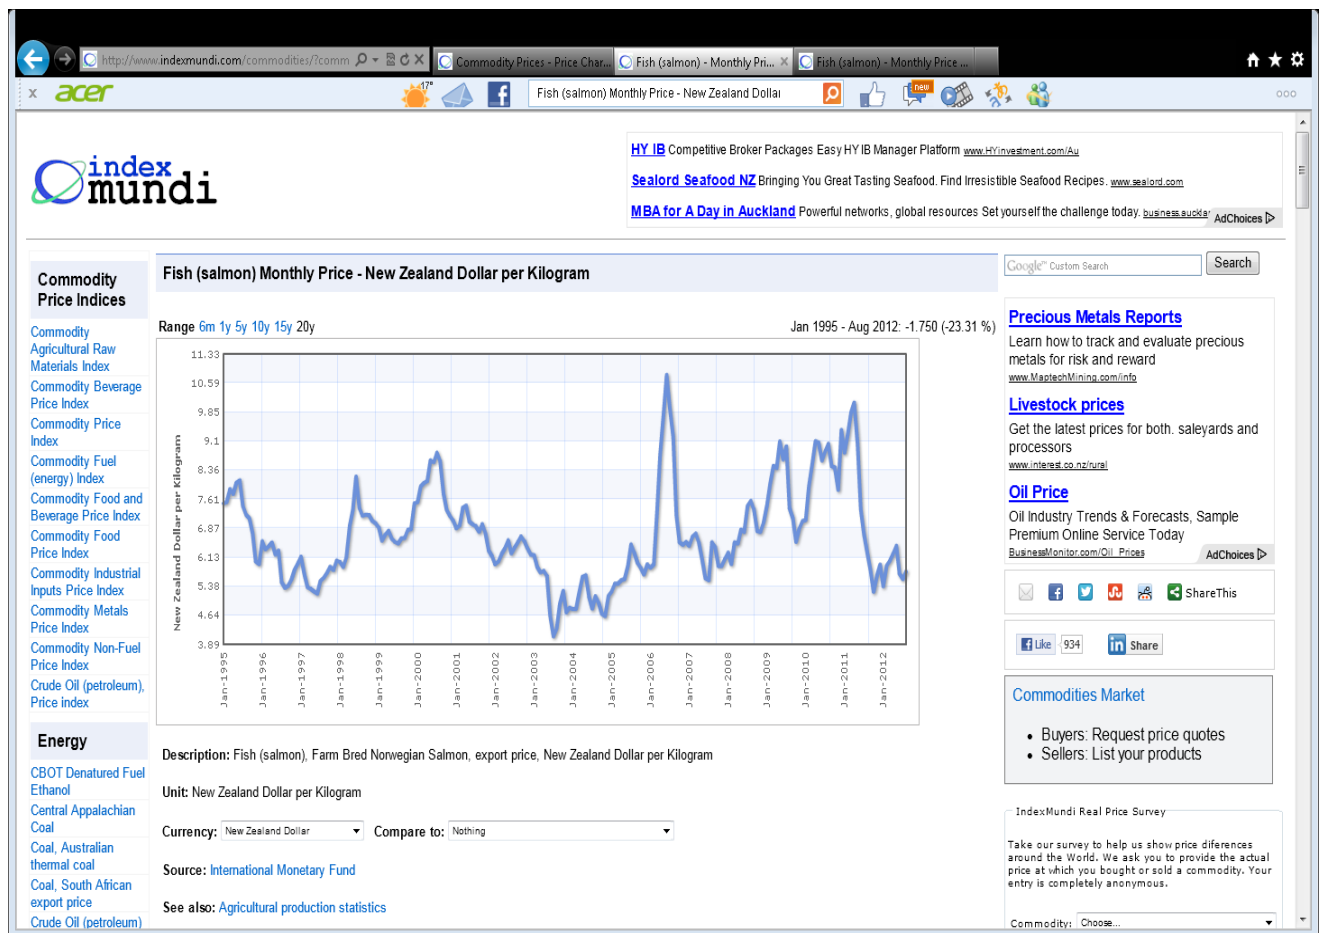 http://www.indexmundi.com/commodities/?comm
Commodity Prices - Price Char...
Fish (salmon) - Monthly Pri...
Fish (salmon) - Monthly Price ...
x acer
17°
Fish (salmon) Monthly Price - New Zealand Dollar
new
index
mundi
HY IB Competitive Broker Packages Easy HY IB Manager Platform www.HYinvestment.com/Au
Sealord Seafood NZ Bringing You Great Tasting Seafood. Find Irresistible Seafood Recipes. www.sealord.com
MBA for A Day in Auckland Powerful networks, global resources Set yourself the challenge today. business.auckla
AdChoices
Commodity
Price Indices
Commodity
Agricultural Raw
Materials Index
Commodity Beverage
Price Index
Commodity Price
Index
Commodity Fuel
(energy) Index
Commodity Food and
Beverage Price Index
Commodity Food
Price Index
Commodity Industrial
Inputs Price Index
Commodity Metals
Price Index
Commodity Non-Fuel
Price Index
Crude Oil (petroleum),
Price index
Energy
CBOT Denatured Fuel
Ethanol
Central Appalachian
Coal
Coal, Australian
thermal coal
Coal, South African
export price
Crude Oil (petroleum)
Fish (salmon) Monthly Price - New Zealand Dollar per Kilogram
Range 6m 1y 5y 10y 15y 20y
Jan 1995 - Aug 2012: -1.750 (-23.31 %)
New Zealand Dollar per Kilogram
11.33
10.59
9.85
9.1
8.36
7.61
6.87
6.13
5.38
4.64
3.89
Jan-1995
Jan-1996
Jan-1997
Jan-1998
Jan-1999
Jan-2000
Jan-2001
Jan-2002
Jan-2003
Jan-2004
Jan-2005
Jan-2006
Jan-2007
Jan-2008
Jan-2009
Jan-2010
Jan-2011
Jan-2012
Description: Fish (salmon), Farm Bred Norwegian Salmon, export price, New Zealand Dollar per Kilogram
Unit: New Zealand Dollar per Kilogram
Currency: New Zealand Dollar Compare to: Nothing
Source: International Monetary Fund
See also: Agricultural production statistics
Google™ Custom Search
Search
Precious Metals Reports
Learn how to track and evaluate precious
metals for risk and reward
www.MaptechMining.com/info
Livestock prices
Get the latest prices for both. saleyards and
processors
www.interest.co.nz/rural
Oil Price
Oil Industry Trends & Forecasts, Sample
Premium Online Service Today
BusinessMonitor.com/Oil_Prices
AdChoices
ShareThis
Like 934
in Share
Commodities Market
• Buyers: Request price quotes
• Sellers: List your products
IndexMundi Real Price Survey
Take our survey to help us show price diferences
around the World. We ask you to provide the actual
price at which you bought or sold a commodity. Your
entry is completely anonymous.
Commodity: Choose...